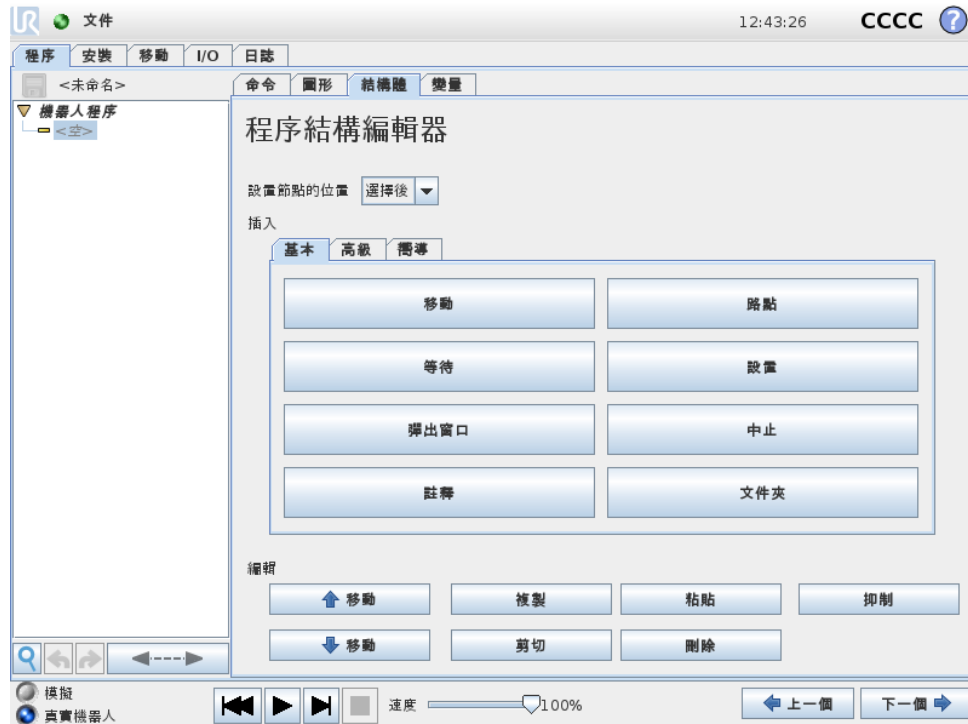 UR 文件 12:43:26 CCCC ?
程序 安裝 移動 I/O 日誌
<未命名> 命令 圖形 結構體 變量
機器人程序
<空>
程序結構編輯器
設置節點的位置 選擇後
插入
基本 高級 嚮導
移動 路點
等待 設置
彈出窗口 中止
註釋 文件夾
編輯
移動 複製 粘貼 抑制
移動 剪切 刪除
模擬
真實機器人
速度 100% 上一個 下一個